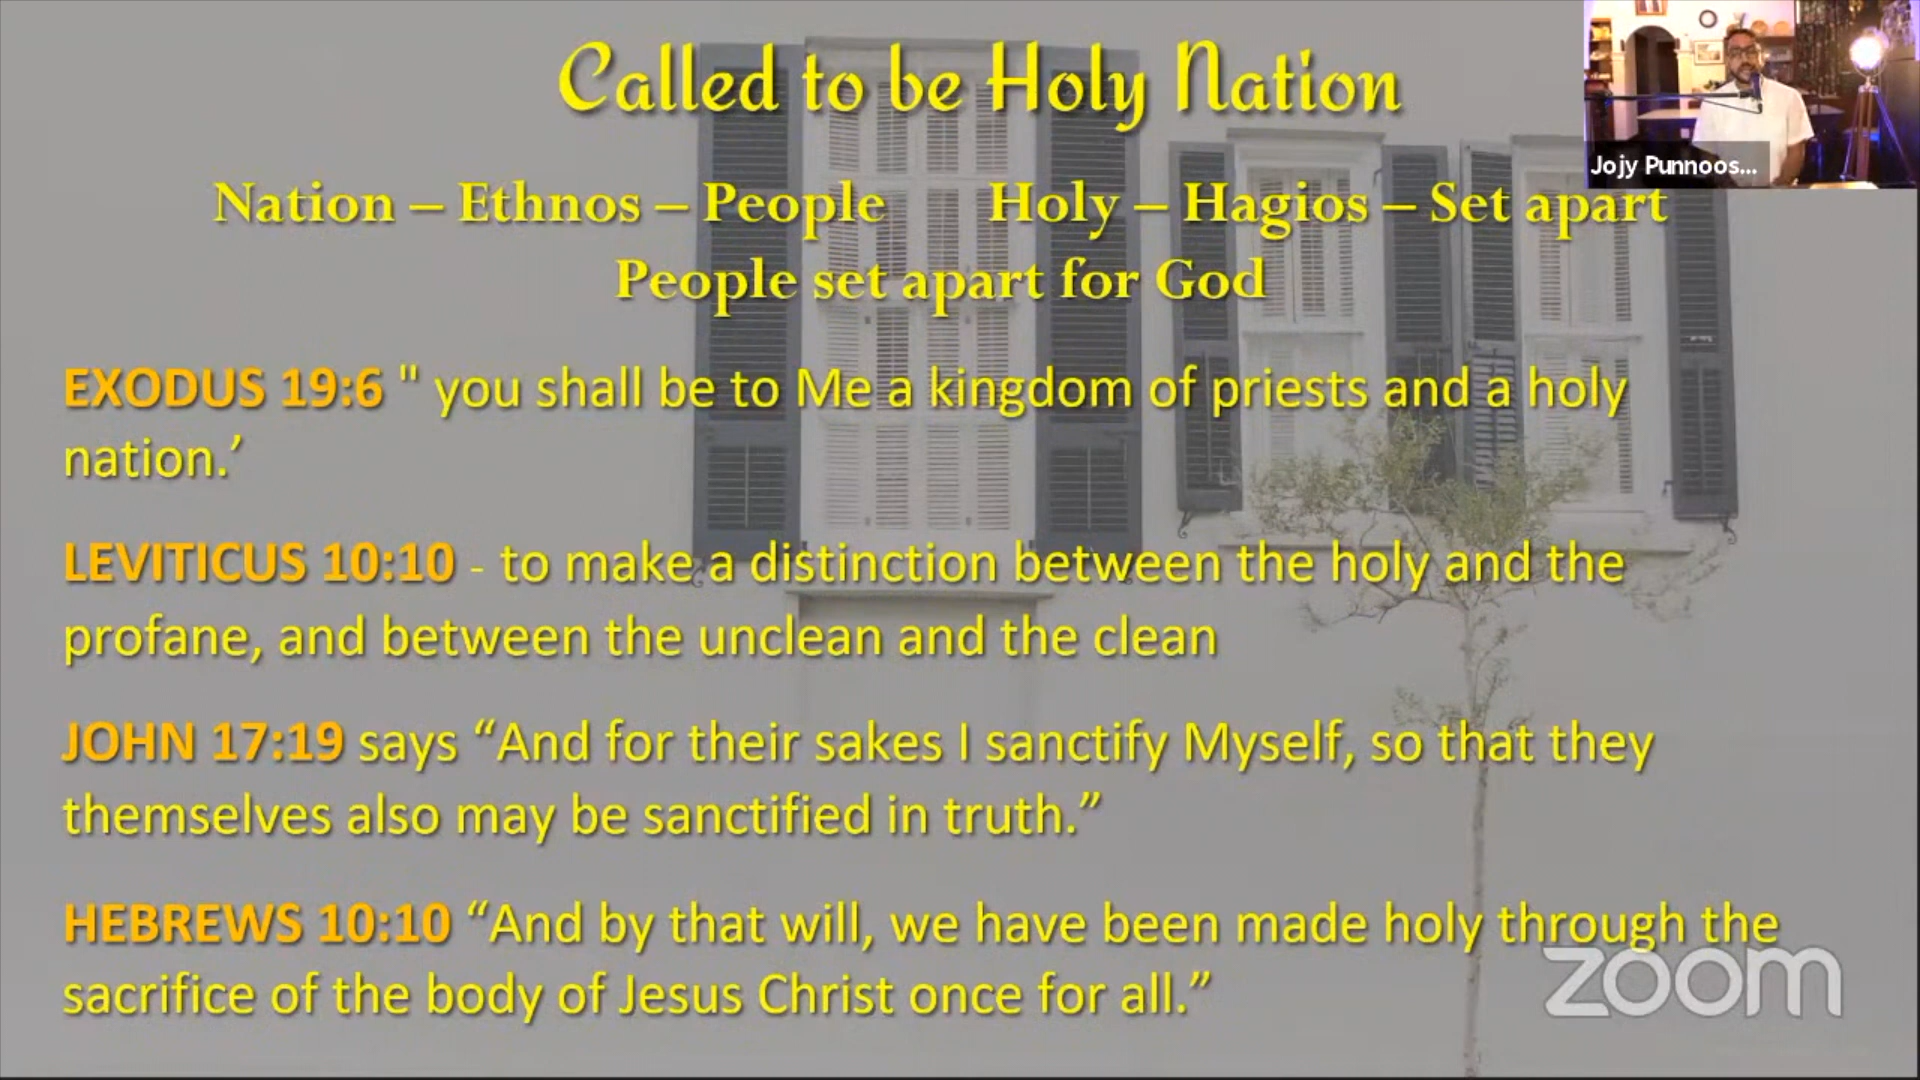 Called to be Holy Nation
Jojy Punnoos...
Nation – Ethnos – People Holy – Hagios – Set apart
People set apart for God
EXODUS 19:6 " you shall be to Me a kingdom of priests and a holy
nation.’
LEVITICUS 10:10 - to make a distinction between the holy and the
profane, and between the unclean and the clean
JOHN 17:19 says “And for their sakes I sanctify Myself, so that they
themselves also may be sanctified in truth.”
HEBREWS 10:10 “And by that will, we have been made holy through the
sacrifice of the body of Jesus Christ once for all.”
zoom